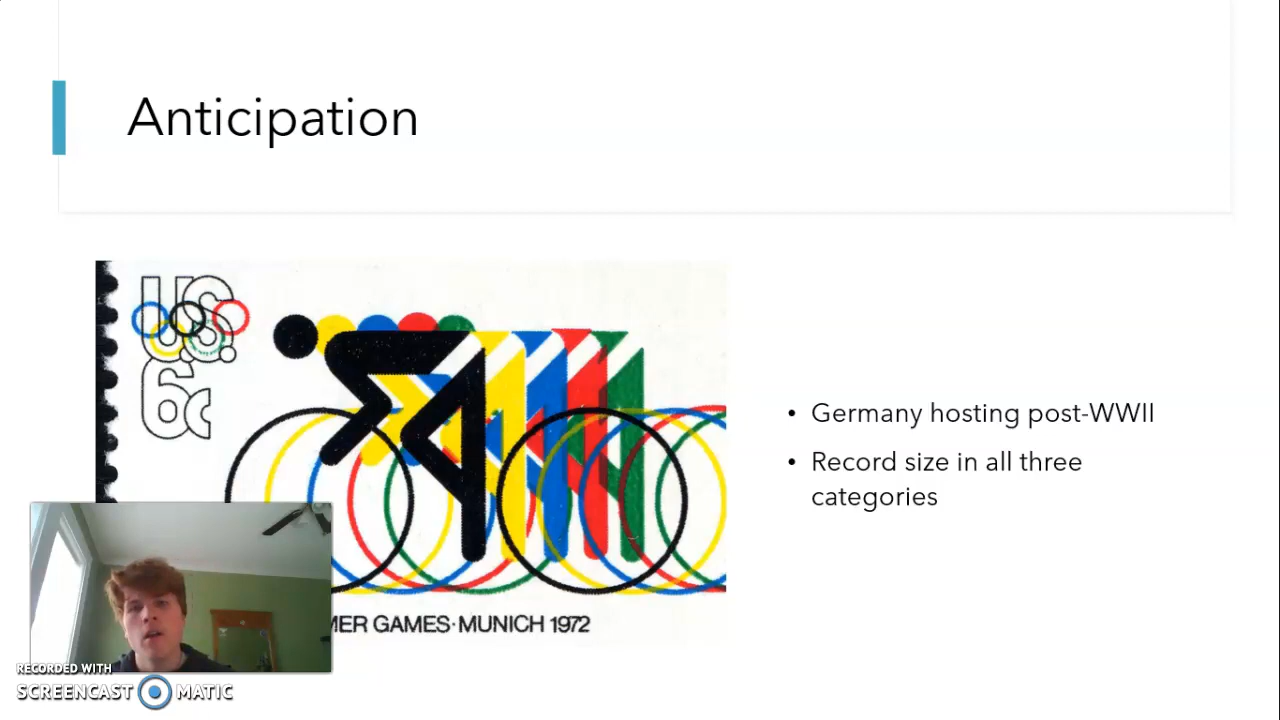 Anticipation
U.S.
6c
• Germany hosting post-WWII
• Record size in all three
categories
MER GAMES·MUNICH 1972
RECORDED WITH
SCREENCAST MATIC